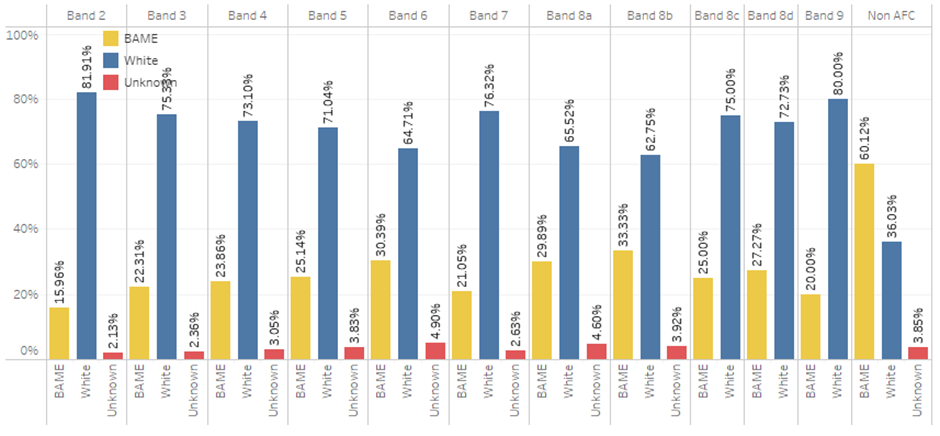 Band 2 Band 3 Band 4 Band 5 Band 6 Band 7 Band 8a Band 8b Band 8c Band 8d Band 9 Non AFC
BAME
White
Unknown
100%
80%
60%
40%
20%
0%
15.96% 81.91% 2.13% 22.31% 75.33% 2.36% 23.86% 73.10% 3.05% 25.14% 71.04% 3.83% 30.39% 64.71% 4.90% 21.05% 76.32% 2.63% 29.89% 65.52% 4.60% 33.33% 62.75% 3.92% 25.00% 75.00% 27.27% 72.73% 20.00% 80.00% 60.12% 36.03% 3.85%
BAME White Unknown BAME White Unknown BAME White Unknown BAME White Unknown BAME White Unknown BAME White Unknown BAME White Unknown BAME White Unknown BAME White BAME White BAME White BAME White Unknown